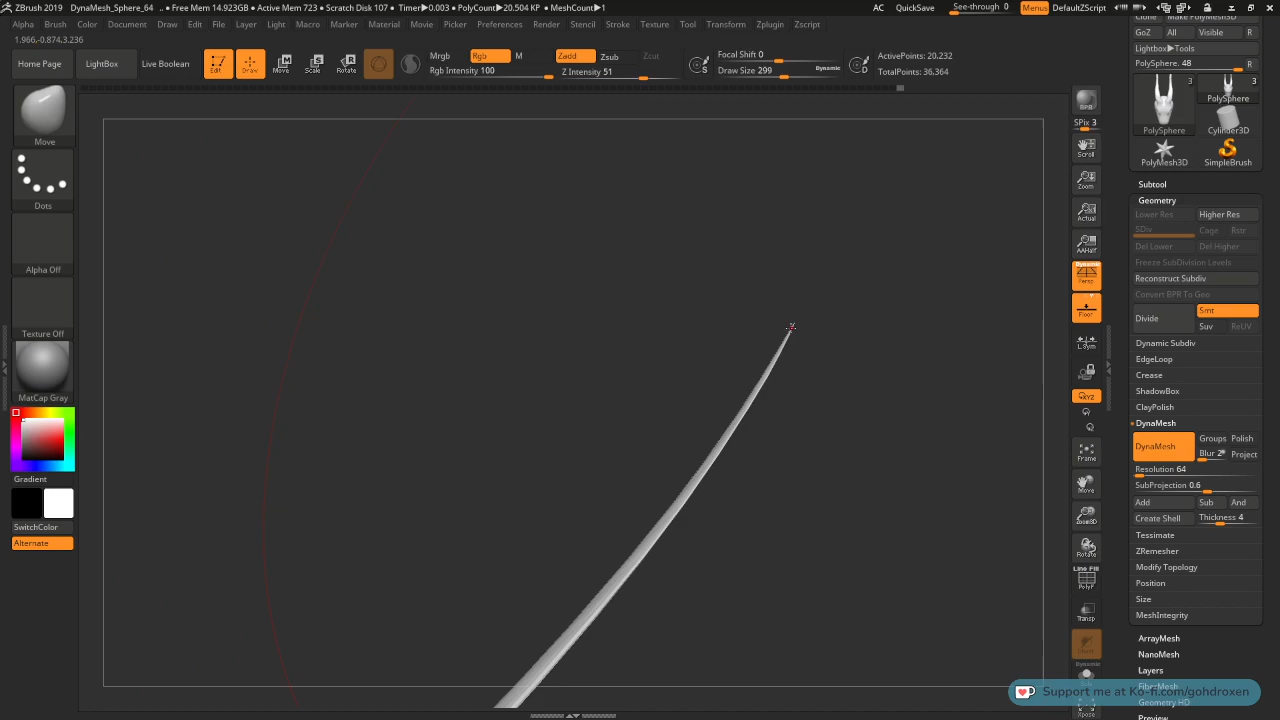 ZBrush 2019
DynaMesh_Sphere_64
• Free Mem 14.923GB • Active Mem 723 • Scratch Disk 107 • Timer▶0.003 • PolyCount▶20.504 KP • MeshCount▶1
AC
QuickSave
See-through 0
Menus
DefaultZScript
Alpha Brush Color Document Draw Edit File Layer Light Macro Marker Material Movie Picker Preferences Render Stencil Stroke Texture Tool Transform Zplugin Zscript
1.966,-0.874,3.236
Home Page
LightBox
Live Boolean
Edit
Draw
Move
Scale
Rotate
Mrgb
Rgb
M
Rgb Intensity 100
Zadd
Zsub
Zcut
Z Intensity 51
S
Focal Shift 0
Draw Size 299
Dynamic
D
ActivePoints: 20,232
TotalPoints: 36,364
Move
Dots
Alpha Off
Texture Off
MatCap Gray
Gradient
SwitchColor
Alternate
BPR
SPix 3
Scroll
Zoom
Actual
AAHalf
Dynamic
Persp
Floor
L.Sym
XYZ
Frame
Move
Zoom3D
Rotate
Line Fill
PolyF
Transp
Dynamic
Xpose
Clone
Make PolyMesh3D
GoZ
All
Visible
R
Lightbox▶Tools
PolySphere. 48
R
3
3
PolySphere
PolySphere
Cylinder3D
PolyMesh3D
SimpleBrush
Subtool
Geometry
Lower Res
Higher Res
SDiv
Cage
Rstr
Del Lower
Del Higher
Freeze SubDivision Levels
Reconstruct Subdiv
Convert BPR To Geo
Divide
Smt
Suv
ReUV
Dynamic Subdiv
EdgeLoop
Crease
ShadowBox
ClayPolish
DynaMesh
DynaMesh
Groups
Polish
Blur 2
Project
Resolution 64
SubProjection 0.6
Add
Sub
And
Create Shell
Thickness 4
Tessimate
ZRemesher
Modify Topology
Position
Size
MeshIntegrity
ArrayMesh
NanoMesh
Layers
FiberMesh
Geometry HD
Preview
Support me at Ko-fi.com/gohdroxen